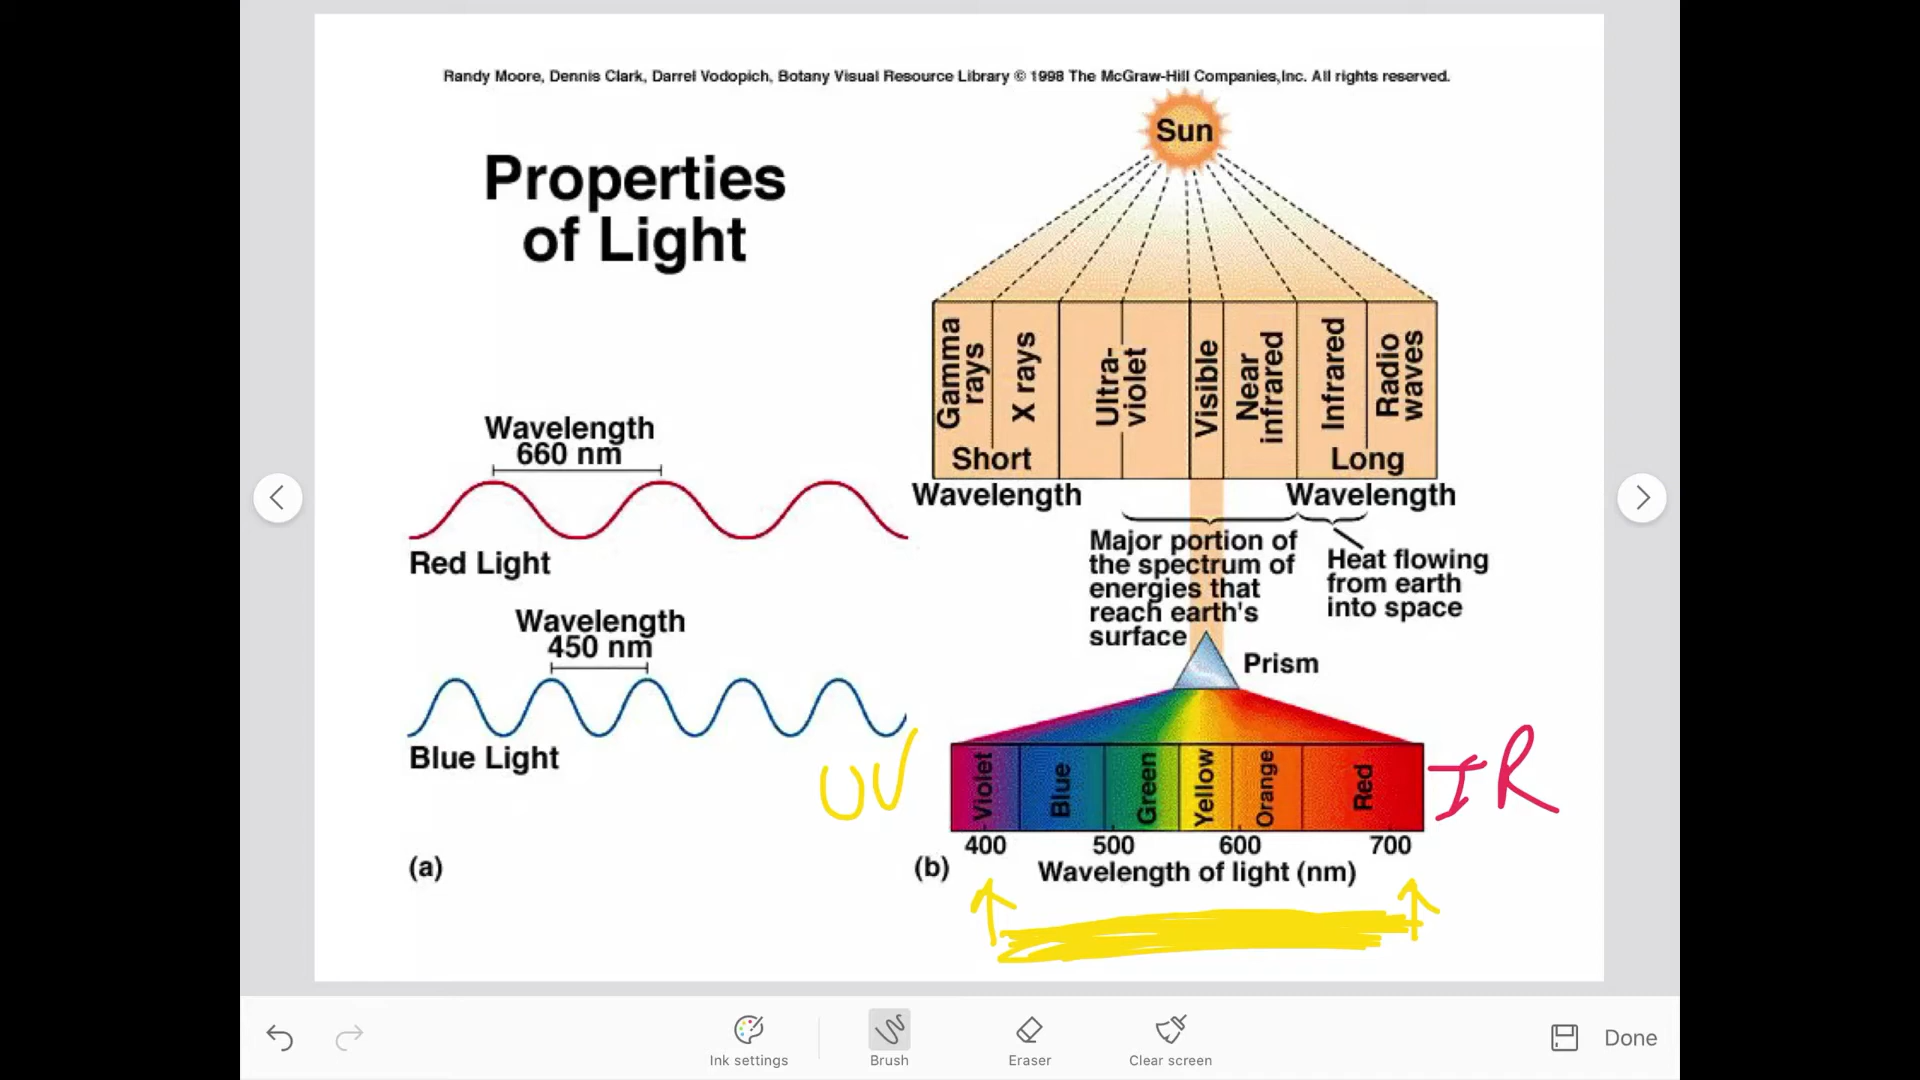 Randy Moore, Dennis Clark, Darrel Vodopich, Botany Visual Resource Library © 1998 The McGraw-Hill Companies,Inc. All rights reserved.
Properties
of Light
Wavelength
660 nm
Red Light
Wavelength
450 nm
Blue Light
(a)
Sun
Gamma
rays
X rays
Ultra-
violet
Visible
Near
infrared
Infrared
Radio
waves
Short
Wavelength
Long
Wavelength
Major portion of
the spectrum of
energies that
reach earth's
surface
Heat flowing
from earth
into space
Prism
UV
Violet
Blue
Green
Yellow
Orange
Red
IR
400 500 600 700
Wavelength of light (nm)
(b)
Ink settings
Brush
Eraser
Clear screen
Done